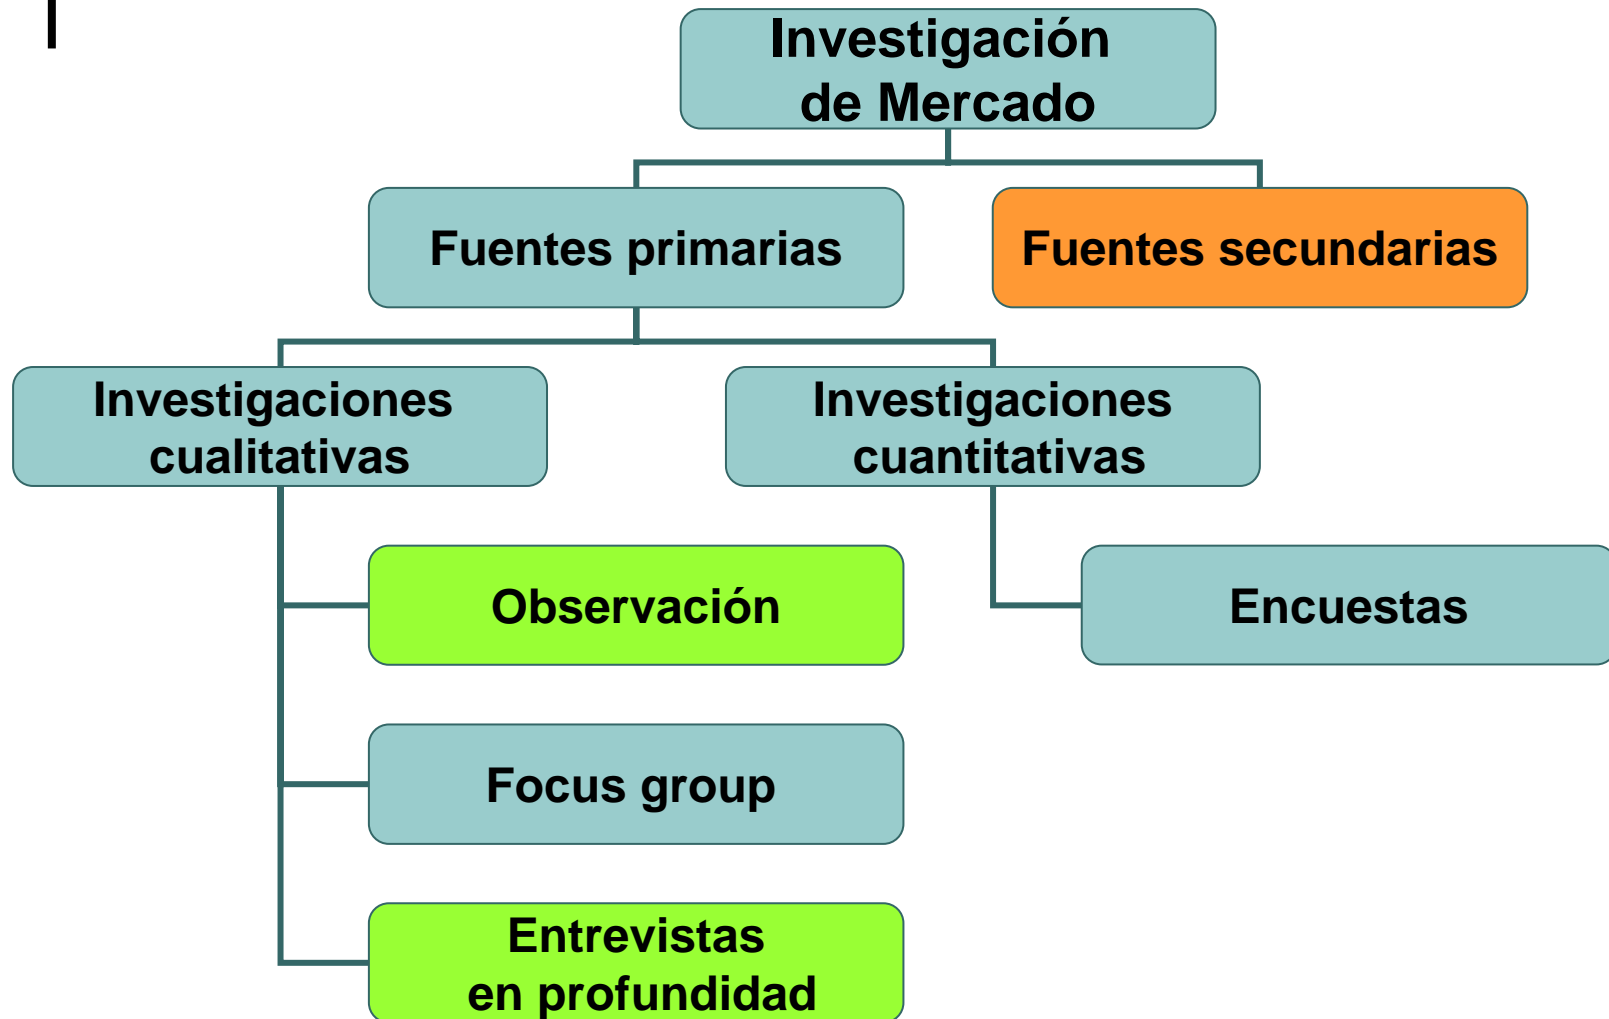 Investigación
de Mercado
Fuentes primarias
Fuentes secundarias
Investigaciones
cualitativas
Investigaciones
cuantitativas
Observación
Encuestas
Focus group
Entrevistas
en profundidad